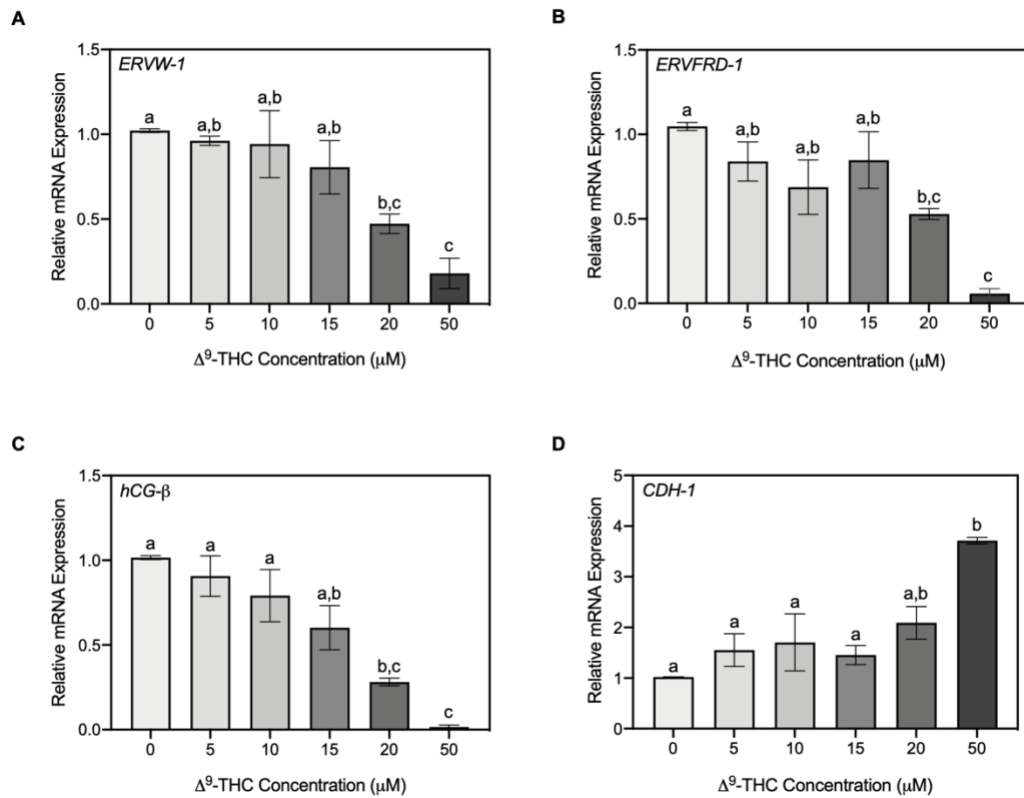 A
ERVW-1
Relative mRNA Expression
1.5
1.0
0.5
0.0
a
a,b
a,b
a,b
b,c
c
0 5 10 15 20 50
Δ⁹-THC Concentration (μM)
B
ERVFRD-1
Relative mRNA Expression
1.5
1.0
0.5
0.0
a
a,b
a,b
a,b
b,c
c
0 5 10 15 20 50
Δ⁹-THC Concentration (μM)
C
hCG-β
Relative mRNA Expression
1.5
1.0
0.5
0.0
a
a
a
a,b
b,c
c
0 5 10 15 20 50
Δ⁹-THC Concentration (μM)
D
CDH-1
Relative mRNA Expression
5
4
3
2
1
0
a
a
a
a
a,b
b
0 5 10 15 20 50
Δ⁹-THC Concentration (μM)